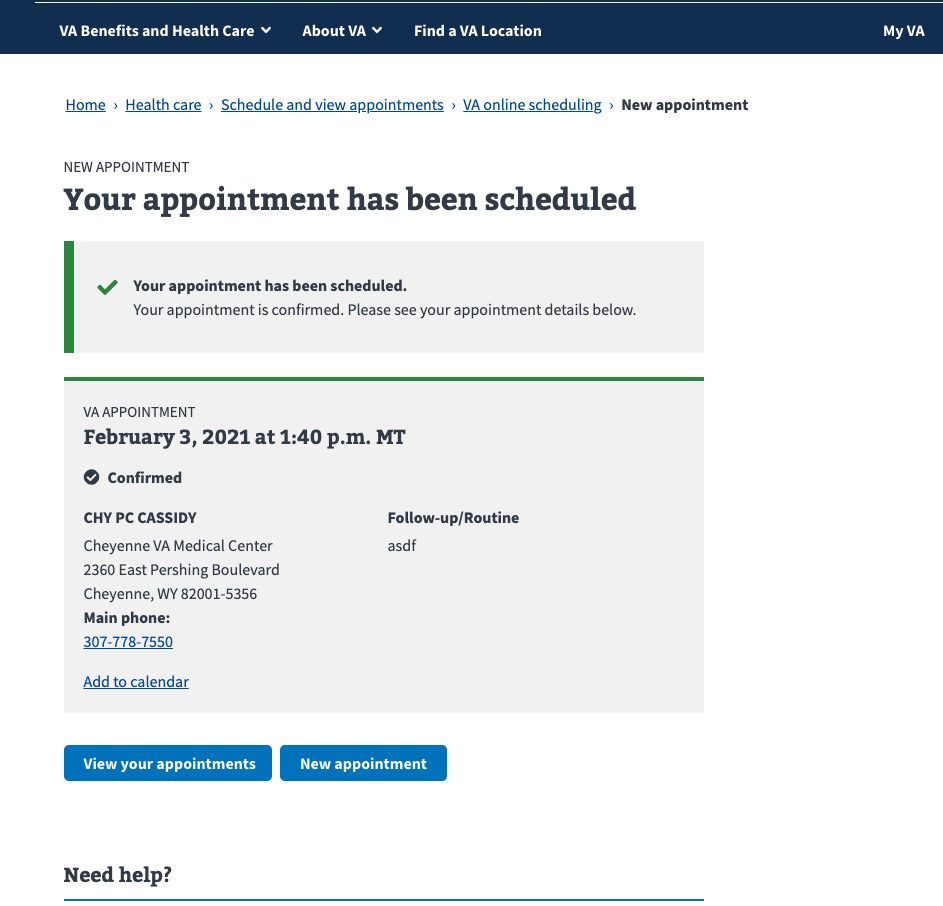 VA Benefits and Health Care About VA Find a VA Location My VA
Home › Health care › Schedule and view appointments › VA online scheduling › New appointment
NEW APPOINTMENT
Your appointment has been scheduled
Your appointment has been scheduled.
Your appointment is confirmed. Please see your appointment details below.
VA APPOINTMENT
February 3, 2021 at 1:40 p.m. MT
Confirmed
CHY PC CASSIDY
Cheyenne VA Medical Center
2360 East Pershing Boulevard
Cheyenne, WY 82001-5356
Main phone:
307-778-7550
Add to calendar
Follow-up/Routine
asdf
View your appointments New appointment
Need help?